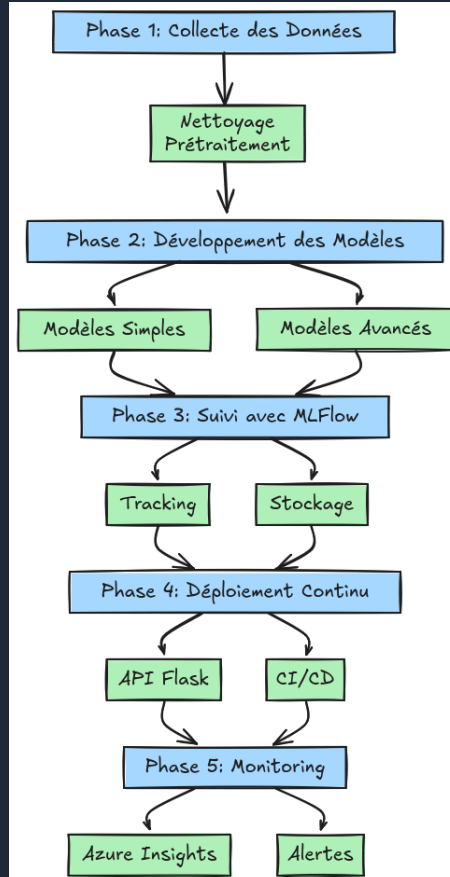 Phase 1: Collecte des Données
Nettoyage
Prétraitement
Phase 2: Développement des Modèles
Modèles Simples
Modèles Avancés
Phase 3: Suivi avec MLFlow
Tracking
Stockage
Phase 4: Déploiement Continu
API Flask
CI/CD
Phase 5: Monitoring
Azure Insights
Alertes